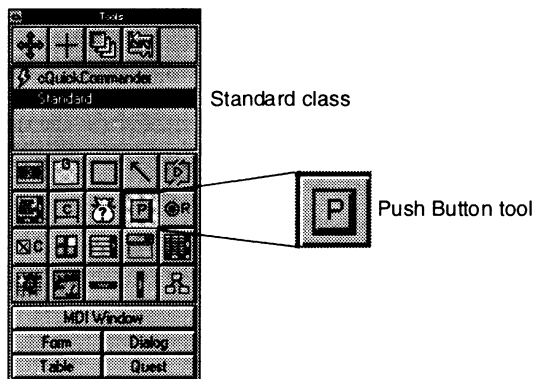 Tools
cQuickCommander
Standard
Standard class
P
Push Button tool
C
?
P
R
C
MDI Window
Form Dialog
Table Quest